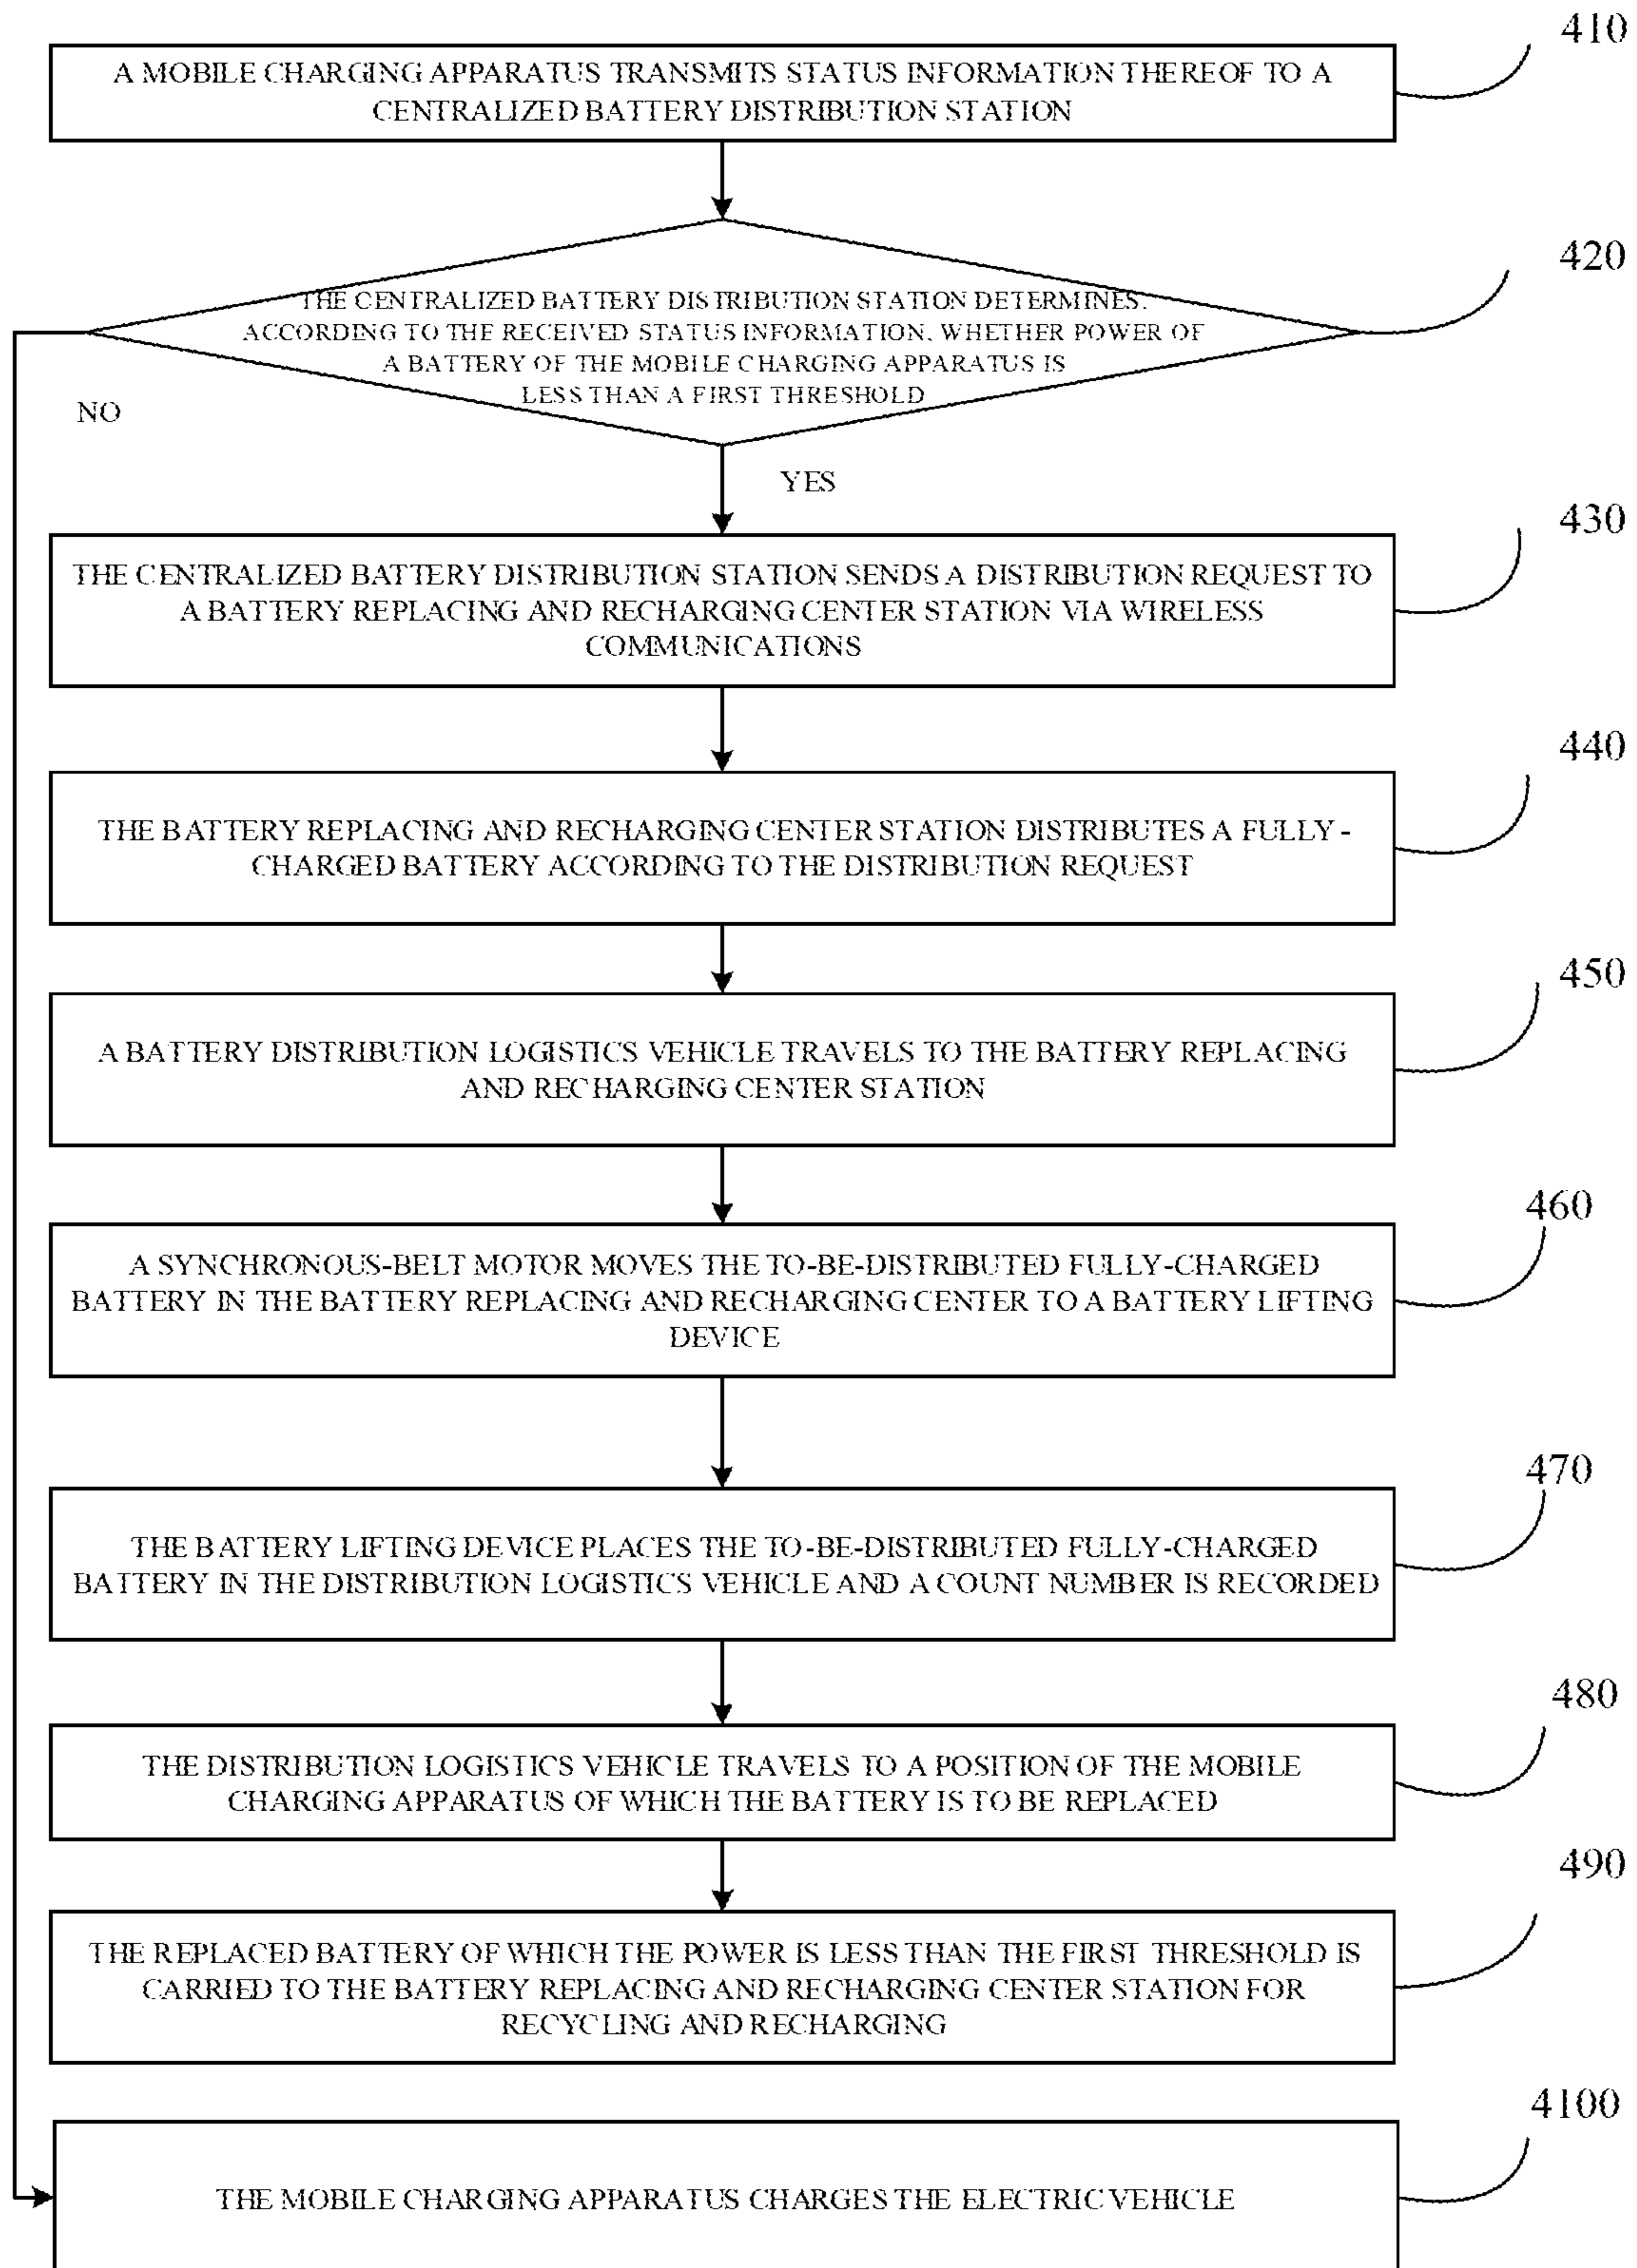 410
A MOBILE CHARGING APPARATUS TRANSMITS STATUS INFORMATION THEREOF TO A
CENTRALIZED BATTERY DISTRIBUTION STATION
420
THE CENTRALIZED BATTERY DISTRIBUTION STATION DETERMINES,
ACCORDING TO THE RECEIVED STATUS INFORMATION, WHETHER POWER OF
A BATTERY OF THE MOBILE CHARGING APPARATUS IS
LESS THAN A FIRST THRESHOLD
NO
YES
430
THE CENTRALIZED BATTERY DISTRIBUTION STATION SENDS A DISTRIBUTION REQUEST TO
A BATTERY REPLACING AND RECHARGING CENTER STATION VIA WIRELESS
COMMUNICATIONS
440
THE BATTERY REPLACING AND RECHARGING CENTER STATION DISTRIBUTES A FULLY-
CHARGED BATTERY ACCORDING TO THE DISTRIBUTION REQUEST
450
A BATTERY DISTRIBUTION LOGISTICS VEHICLE TRAVELS TO THE BATTERY REPLACING
AND RECHARGING CENTER STATION
460
A SYNCHRONOUS-BELT MOTOR MOVES THE TO-BE-DISTRIBUTED FULLY-CHARGED
BATTERY IN THE BATTERY REPLACING AND RECHARGING CENTER TO A BATTERY LIFTING
DEVICE
470
THE BATTERY LIFTING DEVICE PLACES THE TO-BE-DISTRIBUTED FULLY-CHARGED
BATTERY IN THE DISTRIBUTION LOGISTICS VEHICLE AND A COUNT NUMBER IS RECORDED
480
THE DISTRIBUTION LOGISTICS VEHICLE TRAVELS TO A POSITION OF THE MOBILE
CHARGING APPARATUS OF WHICH THE BATTERY IS TO BE REPLACED
490
THE REPLACED BATTERY OF WHICH THE POWER IS LESS THAN THE FIRST THRESHOLD IS
CARRIED TO THE BATTERY REPLACING AND RECHARGING CENTER STATION FOR
RECYCLING AND RECHARGING
4100
THE MOBILE CHARGING APPARATUS CHARGES THE ELECTRIC VEHICLE